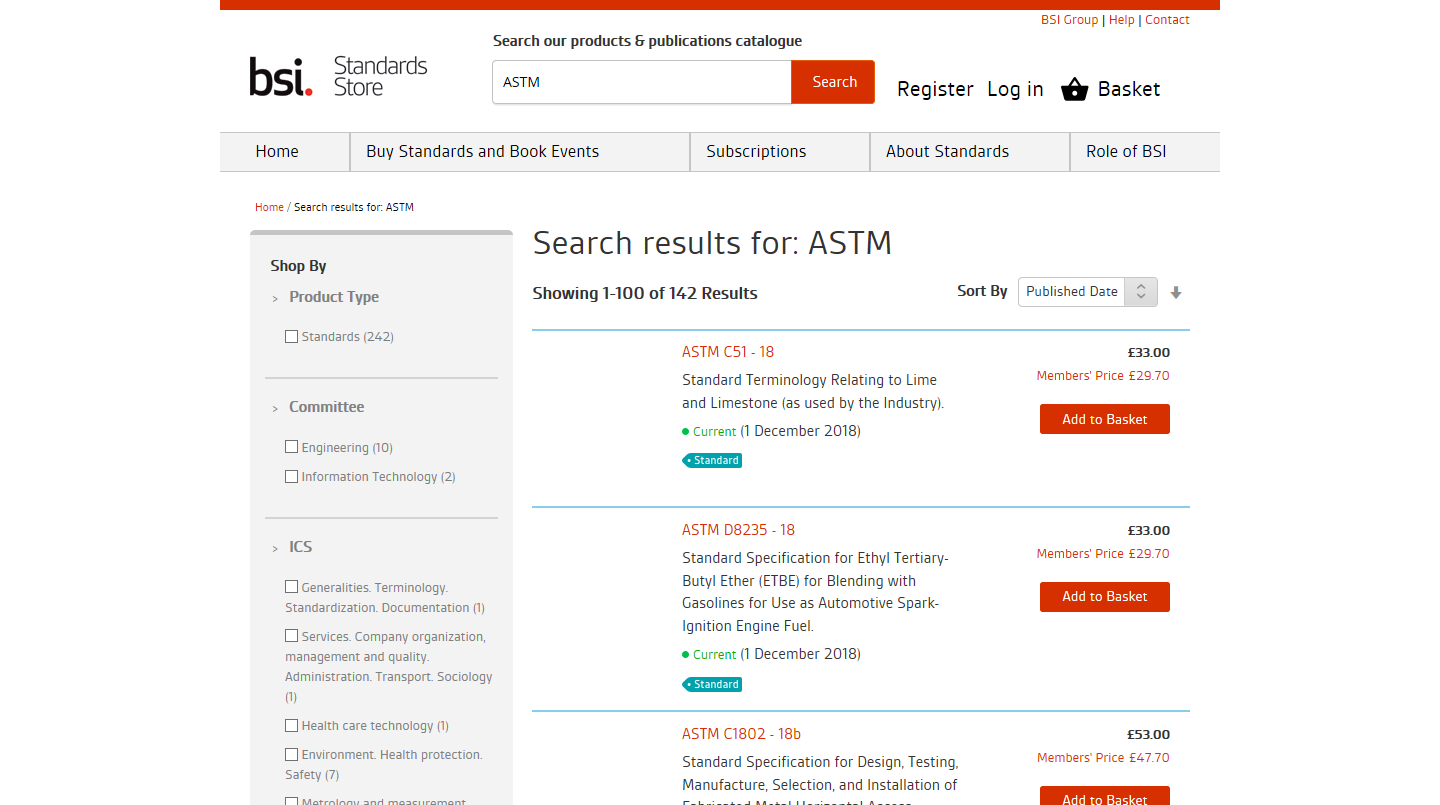 BSI Group | Help | Contact
Search our products & publications catalogue
bsi. Standards Store
ASTM
Search
Register Log in Basket
Home
Buy Standards and Book Events
Subscriptions
About Standards
Role of BSI
Home / Search results for: ASTM
Shop By
> Product Type
Standards (242)
> Committee
Engineering (10)
Information Technology (2)
> ICS
Generalities. Terminology.
Standardization. Documentation (1)
Services. Company organization,
management and quality.
Administration. Transport. Sociology
(1)
Health care technology (1)
Environment. Health protection.
Safety (7)
Metrology and measurement.
Search results for: ASTM
Showing 1-100 of 142 Results
Sort By Published Date
ASTM C51 - 18
Standard Terminology Relating to Lime
and Limestone (as used by the Industry).
Current (1 December 2018)
Standard
£33.00
Members' Price £29.70
Add to Basket
ASTM D8235 - 18
Standard Specification for Ethyl Tertiary-
Butyl Ether (ETBE) for Blending with
Gasolines for Use as Automotive Spark-
Ignition Engine Fuel.
Current (1 December 2018)
Standard
£33.00
Members' Price £29.70
Add to Basket
ASTM C1802 - 18b
Standard Specification for Design, Testing,
Manufacture, Selection, and Installation of
Fabricated Metal Horizontal Access
£53.00
Members' Price £47.70
Add to Basket